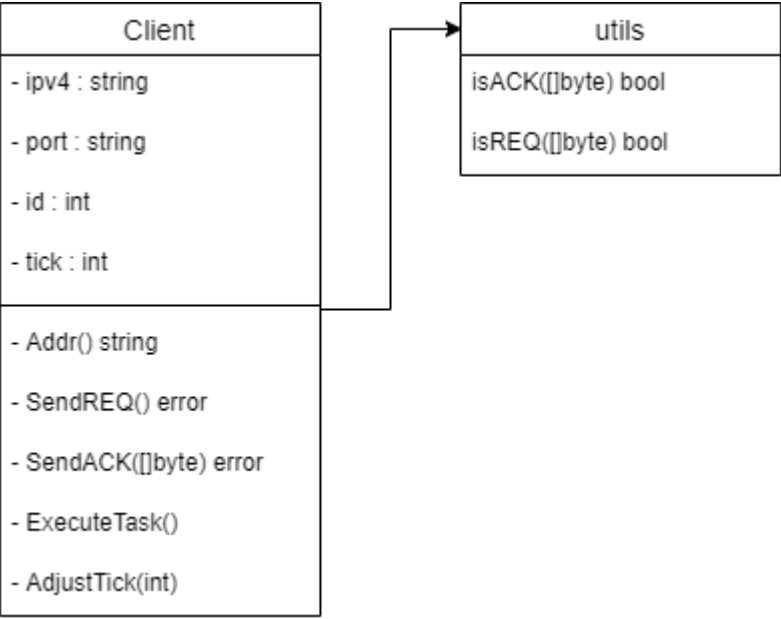 Client
- ipv4 : string
- port : string
- id : int
- tick : int
- Addr() string
- SendREQ() error
- SendACK([]byte) error
- ExecuteTask()
- AdjustTick(int)
utils
isACK([]byte) bool
isREQ([]byte) bool